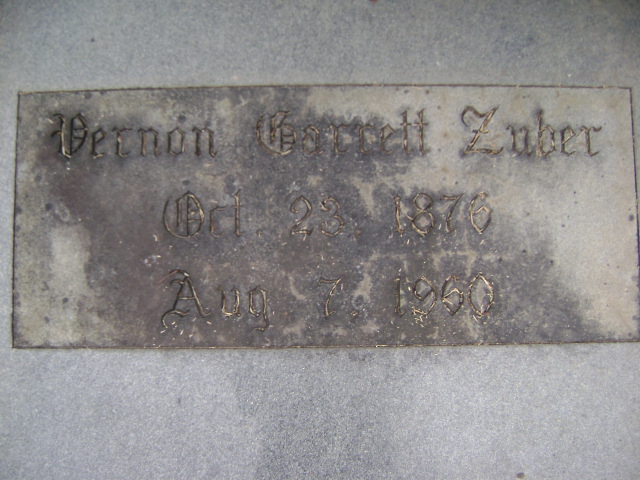 Vernon Garrett Zuber
Oct. 23. 1876
Aug 7. 1960